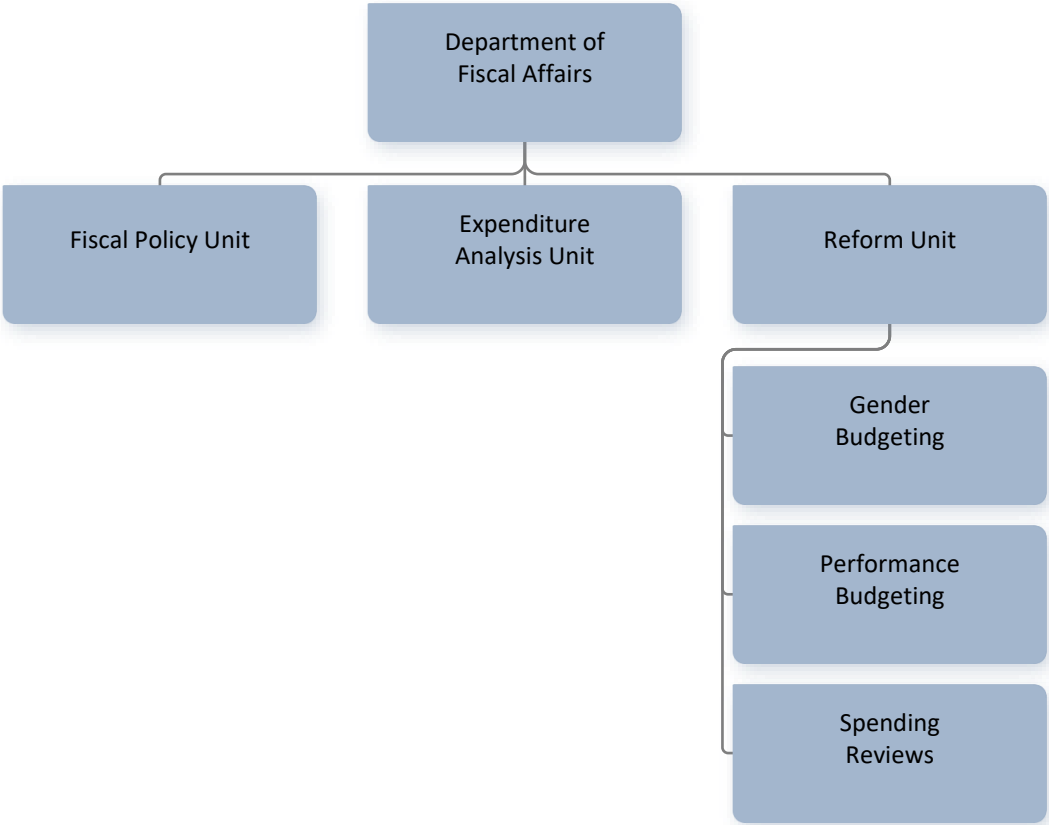 Department of
Fiscal Affairs
Fiscal Policy Unit
Expenditure
Analysis Unit
Reform Unit
Gender
Budgeting
Performance
Budgeting
Spending
Reviews